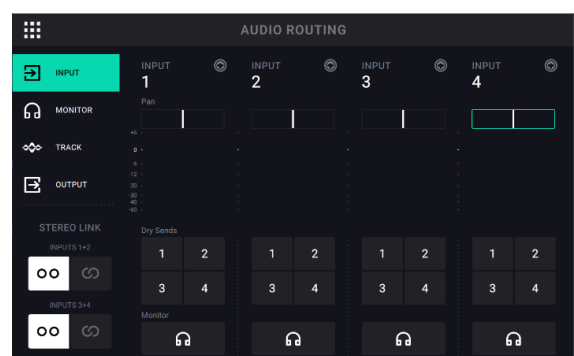 AUDIO ROUTING
INPUT
MONITOR
TRACK
OUTPUT
STEREO LINK
INPUTS 1+2
INPUTS 3+4
INPUT INPUT INPUT INPUT
1 2 3 4
Pan
+6
0
-6
-12
-20
-30
-40
-60
Dry Sends
1 2 1 2 1 2 1 2
3 4 3 4 3 4 3 4
Monitor